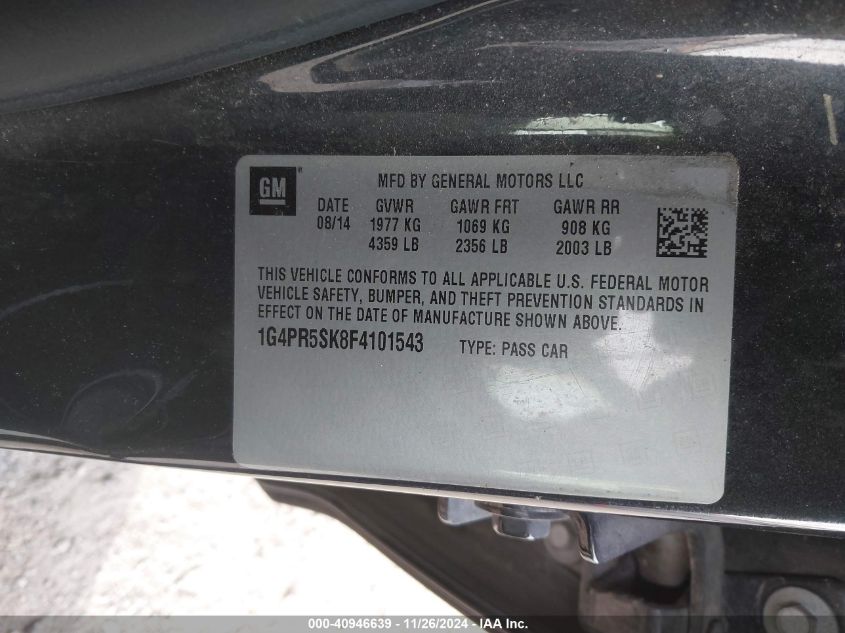 GM
MFD BY GENERAL MOTORS LLC
DATE GVWR GAWR FRT GAWR RR
08/14 1977 KG 1069 KG 908 KG
4359 LB 2356 LB 2003 LB
THIS VEHICLE CONFORMS TO ALL APPLICABLE U.S. FEDERAL MOTOR
VEHICLE SAFETY, BUMPER, AND THEFT PREVENTION STANDARDS IN
EFFECT ON THE DATE OF MANUFACTURE SHOWN ABOVE.
1G4PR5SK8F4101543 TYPE: PASS CAR
000-40946639 - 11/26/2024 - IAA Inc.